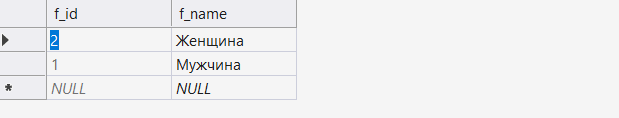 f_id f_name
2 Женщина
1 Мужчина
* NULL NULL